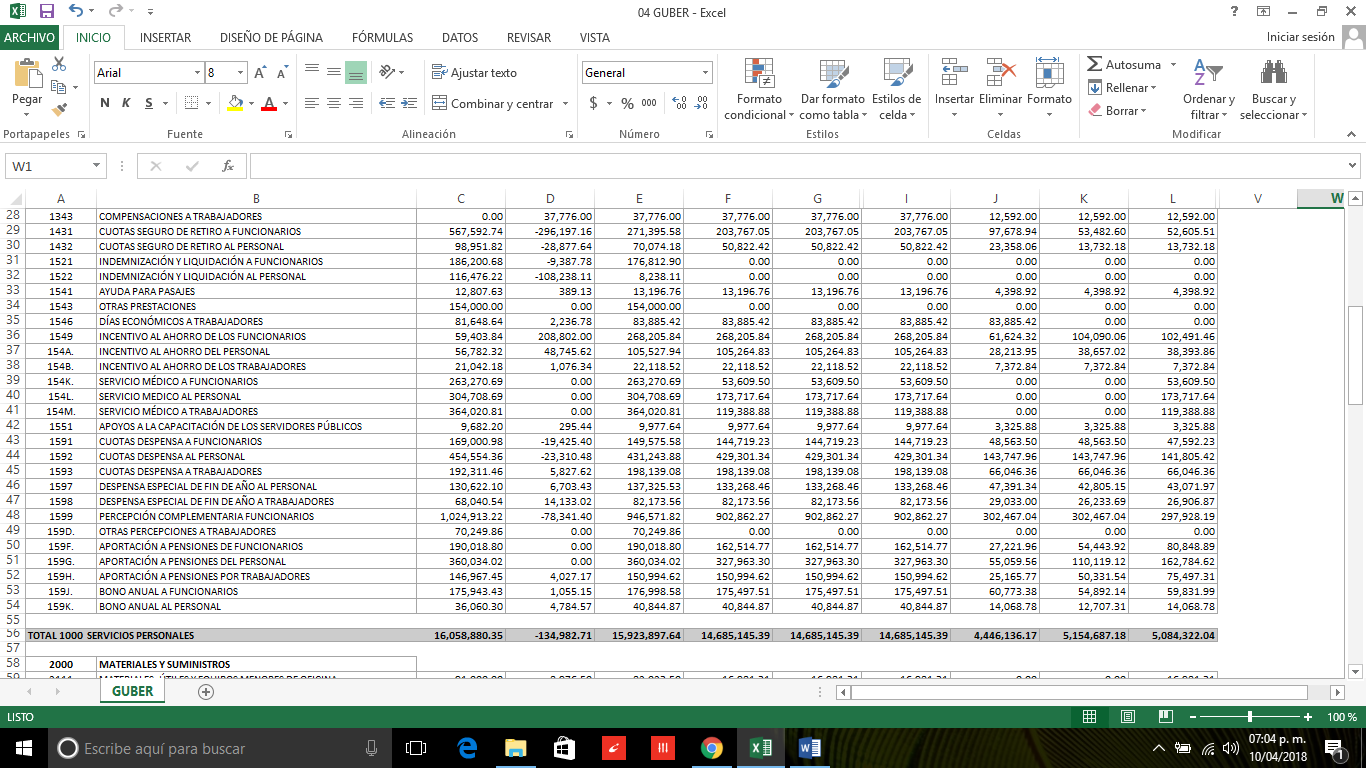 04 GUBER - Excel
ARCHIVO INICIO INSERTAR DISEÑO DE PÁGINA FÓRMULAS DATOS REVISAR VISTA Iniciar sesión
Pegar Arial 8 Ajustar texto General Formato condicional Dar formato como tabla Estilos de celda Insertar Eliminar Formato Autosuma Rellenar Borrar Ordenar y filtrar Buscar y seleccionar
N K S Combinar y centrar $ % 000
Portapapeles Fuente Alineación Número Estilos Celdas Modificar
W1 fx
A B C D E F G I J K L V W
28 1343 COMPENSACIONES A TRABAJADORES 0.00 37,776.00 37,776.00 37,776.00 37,776.00 37,776.00 12,592.00 12,592.00 12,592.00
29 1431 CUOTAS SEGURO DE RETIRO A FUNCIONARIOS 567,592.74 -296,197.16 271,395.58 203,767.05 203,767.05 203,767.05 97,678.94 53,482.60 52,605.51
30 1432 CUOTAS SEGURO DE RETIRO AL PERSONAL 98,951.82 -28,877.64 70,074.18 50,822.42 50,822.42 50,822.42 23,358.06 13,732.18 13,732.18
31 1521 INDEMNIZACIÓN Y LIQUIDACIÓN A FUNCIONARIOS 186,200.68 -9,387.78 176,812.90 0.00 0.00 0.00 0.00 0.00 0.00
32 1522 INDEMNIZACIÓN Y LIQUIDACIÓN AL PERSONAL 116,476.22 -108,238.11 8,238.11 0.00 0.00 0.00 0.00 0.00 0.00
33 1541 AYUDA PARA PASAJES 12,807.63 389.13 13,196.76 13,196.76 13,196.76 13,196.76 4,398.92 4,398.92 4,398.92
34 1543 OTRAS PRESTACIONES 154,000.00 0.00 154,000.00 0.00 0.00 0.00 0.00 0.00 0.00
35 1546 DÍAS ECONÓMICOS A TRABAJADORES 81,648.64 2,236.78 83,885.42 83,885.42 83,885.42 83,885.42 83,885.42 0.00 0.00
36 1549 INCENTIVO AL AHORRO DE LOS FUNCIONARIOS 59,403.84 208,802.00 268,205.84 268,205.84 268,205.84 268,205.84 61,624.32 104,090.06 102,491.46
37 154A. INCENTIVO AL AHORRO DEL PERSONAL 56,782.32 48,745.62 105,527.94 105,264.83 105,264.83 105,264.83 28,213.95 38,657.02 38,393.86
38 154B. INCENTIVO AL AHORRO DE LOS TRABAJADORES 21,042.18 1,076.34 22,118.52 22,118.52 22,118.52 22,118.52 7,372.84 7,372.84 7,372.84
39 154K. SERVICIO MÉDICO A FUNCIONARIOS 263,270.69 0.00 263,270.69 53,609.50 53,609.50 53,609.50 0.00 0.00 53,609.50
40 154L. SERVICIO MEDICO AL PERSONAL 304,708.69 0.00 304,708.69 173,717.64 173,717.64 173,717.64 0.00 0.00 173,717.64
41 154M. SERVICIO MÉDICO A TRABAJADORES 364,020.81 0.00 364,020.81 119,388.88 119,388.88 119,388.88 0.00 0.00 119,388.88
42 1551 APOYOS A LA CAPACITACIÓN DE LOS SERVIDORES PÚBLICOS 9,682.20 295.44 9,977.64 9,977.64 9,977.64 9,977.64 3,325.88 3,325.88 3,325.88
43 1591 CUOTAS DESPENSA A FUNCIONARIOS 169,000.98 -19,425.40 149,575.58 144,719.23 144,719.23 144,719.23 48,563.50 48,563.50 47,592.23
44 1592 CUOTAS DESPENSA AL PERSONAL 454,554.36 -23,310.48 431,243.88 429,301.34 429,301.34 429,301.34 143,747.96 143,747.96 141,805.42
45 1593 CUOTAS DESPENSA A TRABAJADORES 192,311.46 5,827.62 198,139.08 198,139.08 198,139.08 198,139.08 66,046.36 66,046.36 66,046.36
46 1597 DESPENSA ESPECIAL DE FIN DE AÑO AL PERSONAL 130,622.10 6,703.43 137,325.53 133,268.46 133,268.46 133,268.46 47,391.34 42,805.15 43,071.97
47 1598 DESPENSA ESPECIAL DE FIN DE AÑO A TRABAJADORES 68,040.54 14,133.02 82,173.56 82,173.56 82,173.56 82,173.56 29,033.00 26,233.69 26,906.87
48 1599 PERCEPCIÓN COMPLEMENTARIA FUNCIONARIOS 1,024,913.22 -78,341.40 946,571.82 902,862.27 902,862.27 902,862.27 302,467.04 302,467.04 297,928.19
49 159D. OTRAS PERCEPCIONES A TRABAJADORES 70,249.86 0.00 70,249.86 0.00 0.00 0.00 0.00 0.00 0.00
50 159F. APORTACIÓN A PENSIONES DE FUNCIONARIOS 190,018.80 0.00 190,018.80 162,514.77 162,514.77 162,514.77 27,221.96 54,443.92 80,848.89
51 159G. APORTACIÓN A PENSIONES DEL PERSONAL 360,034.02 0.00 360,034.02 327,963.30 327,963.30 327,963.30 55,059.56 110,119.12 162,784.62
52 159H. APORTACIÓN A PENSIONES POR TRABAJADORES 146,967.45 4,027.17 150,994.62 150,994.62 150,994.62 150,994.62 25,165.77 50,331.54 75,497.31
53 159J. BONO ANUAL A FUNCIONARIOS 175,943.43 1,055.15 176,998.58 175,497.51 175,497.51 175,497.51 60,773.38 54,892.14 59,831.99
54 159K. BONO ANUAL AL PERSONAL 36,060.30 4,784.57 40,844.87 40,844.87 40,844.87 40,844.87 14,068.78 12,707.31 14,068.78
55
56 TOTAL 1000 SERVICIOS PERSONALES 16,058,880.35 -134,982.71 15,923,897.64 14,685,145.39 14,685,145.39 14,685,145.39 4,446,136.17 5,154,687.18 5,084,322.04
57
58 2000 MATERIALES Y SUMINISTROS
GUBER
LISTO 100 %
Escribe aquí para buscar
07:04 p. m.
10/04/2018